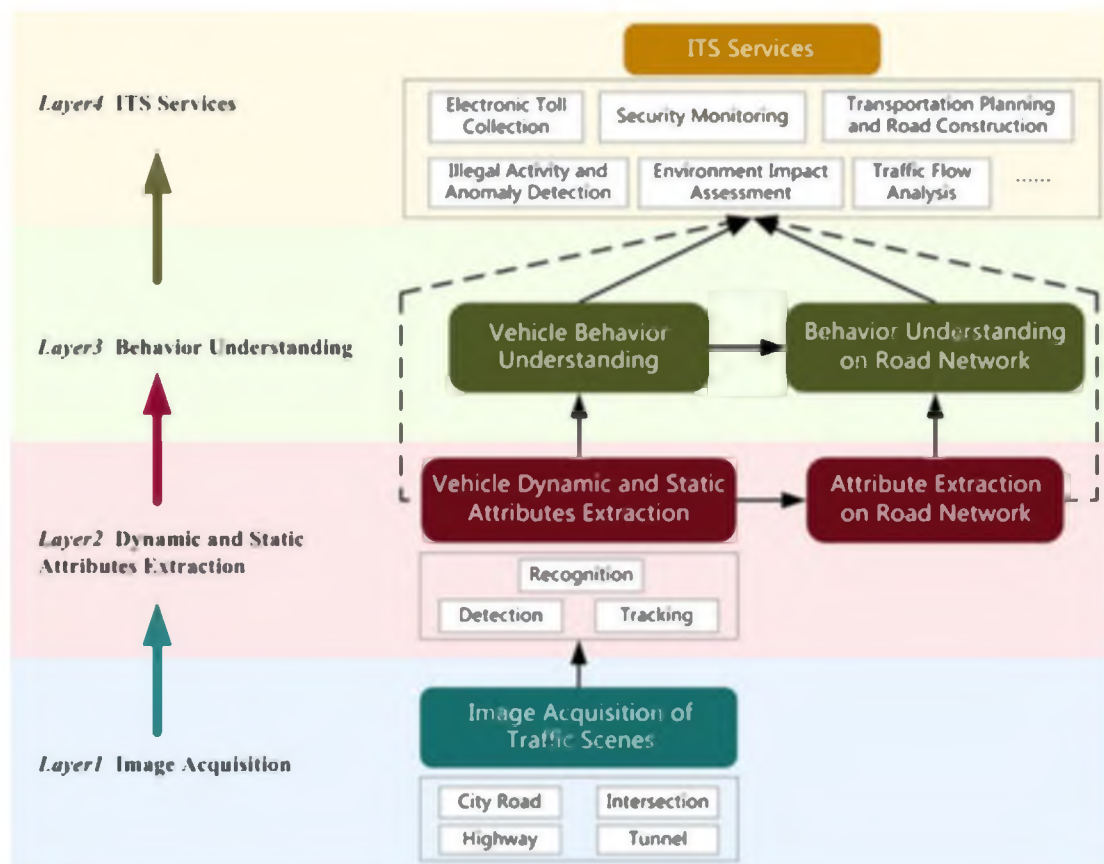 ITS Services
Layer4 ITS Services
Electronic Toll
Collection
Security Monitoring
Transportation Planning
and Road Construction
Illegal Activity and
Anomaly Detection
Environment Impact
Assessment
Traffic Flow
Analysis
......
Layer3 Behavior Understanding
Vehicle Behavior
Understanding
Behavior Understanding
on Road Network
Layer2 Dynamic and Static
Attributes Extraction
Vehicle Dynamic and Static
Attributes Extraction
Attribute Extraction
on Road Network
Recognition
Detection
Tracking
Layer1 Image Acquisition
Image Acquisition of
Traffic Scenes
City Road
Intersection
Highway
Tunnel